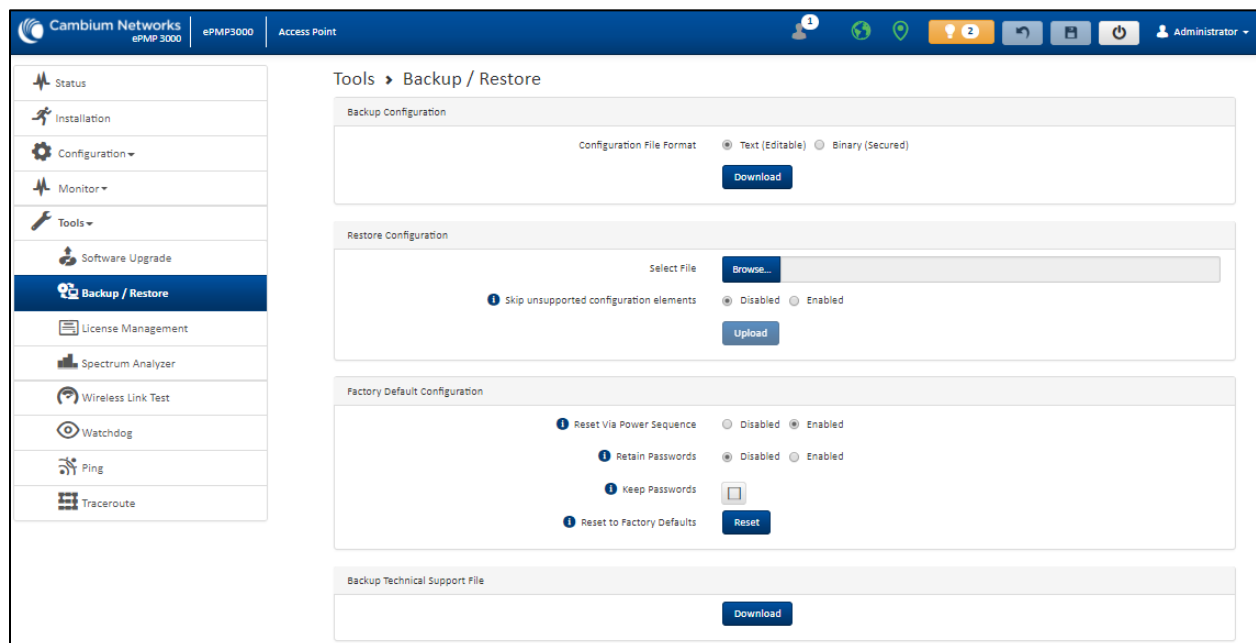 Cambium Networks
ePMP 3000
ePMP3000
Access Point
1
2
Administrator
Status
Installation
Configuration
Monitor
Tools
Software Upgrade
Backup / Restore
License Management
Spectrum Analyzer
Wireless Link Test
Watchdog
Ping
Traceroute
Tools > Backup / Restore
Backup Configuration
Configuration File Format Text (Editable) Binary (Secured)
Download
Restore Configuration
Select File Browse...
Skip unsupported configuration elements Disabled Enabled
Upload
Factory Default Configuration
Reset Via Power Sequence Disabled Enabled
Retain Passwords Disabled Enabled
Keep Passwords
Reset to Factory Defaults Reset
Backup Technical Support File
Download